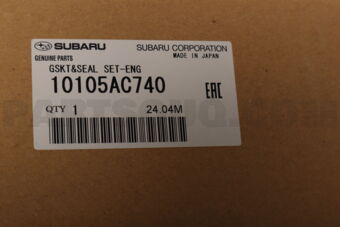 SUBARU
SUBARU CORPORATION
GENUINE PARTS
MADE IN JAPAN
GSKT&SEAL SET-ENG
10105AC740
EAC
QTY 1
24.04M